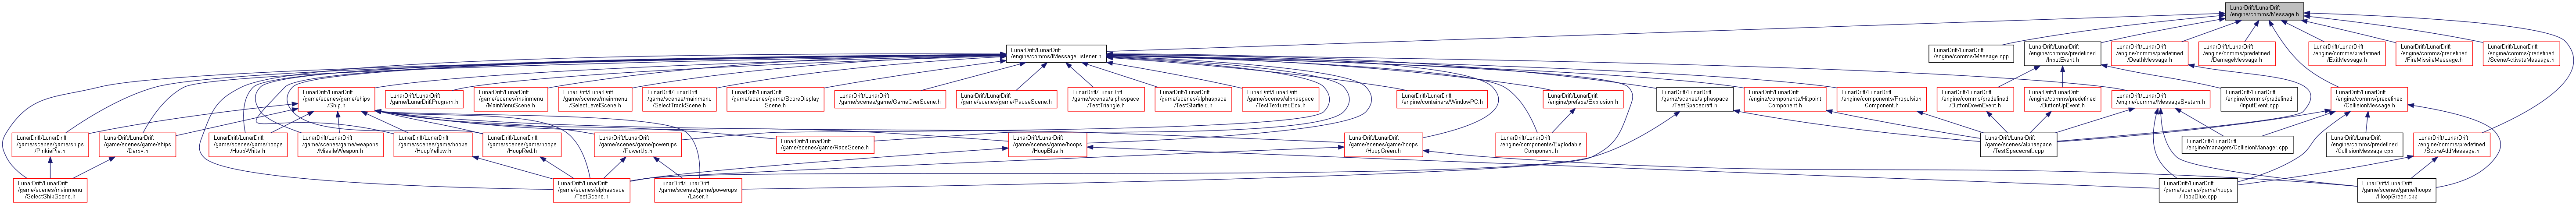 LunarDrift/LunarDrift
/engine/comms/Message.h
LunarDrift/LunarDrift
/engine/comms/IMessageListener.h
LunarDrift/LunarDrift
/engine/comms/Message.cpp
LunarDrift/LunarDrift
/engine/comms/predefined
/InputEvent.h
LunarDrift/LunarDrift
/engine/comms/predefined
/DeathMessage.h
LunarDrift/LunarDrift
/engine/comms/predefined
/DamageMessage.h
LunarDrift/LunarDrift
/engine/comms/predefined
/ExitMessage.h
LunarDrift/LunarDrift
/engine/comms/predefined
/FireMissileMessage.h
LunarDrift/LunarDrift
/engine/comms/predefined
/SceneActivateMessage.h
LunarDrift/LunarDrift
/game/scenes/game/ships
/Ship.h
LunarDrift/LunarDrift
/game/LunarDriftProgram.h
LunarDrift/LunarDrift
/game/scenes/mainmenu
/MainMenuScene.h
LunarDrift/LunarDrift
/game/scenes/mainmenu
/SelectLevelScene.h
LunarDrift/LunarDrift
/game/scenes/mainmenu
/SelectTrackScene.h
LunarDrift/LunarDrift
/game/scenes/game/ScoreDisplay
Scene.h
LunarDrift/LunarDrift
/game/scenes/game/GameOverScene.h
LunarDrift/LunarDrift
/game/scenes/game/PauseScene.h
LunarDrift/LunarDrift
/game/scenes/alphaspace
/TestTriangle.h
LunarDrift/LunarDrift
/game/scenes/alphaspace
/TestStarfield.h
LunarDrift/LunarDrift
/game/scenes/alphaspace
/TestTexturedBox.h
LunarDrift/LunarDrift
/engine/containers/WindowPC.h
LunarDrift/LunarDrift
/engine/prefabs/Explosion.h
LunarDrift/LunarDrift
/game/scenes/alphaspace
/TestSpacecraft.h
LunarDrift/LunarDrift
/engine/components/Hitpoint
Component.h
LunarDrift/LunarDrift
/engine/components/Propulsion
Component.h
LunarDrift/LunarDrift
/engine/comms/predefined
/ButtonDownEvent.h
LunarDrift/LunarDrift
/engine/comms/predefined
/ButtonUpEvent.h
LunarDrift/LunarDrift
/engine/comms/MessageSystem.h
LunarDrift/LunarDrift
/engine/comms/predefined
/InputEvent.cpp
LunarDrift/LunarDrift
/engine/comms/predefined
/CollisionMessage.h
LunarDrift/LunarDrift
/game/scenes/game/ships
/PinkiePie.h
LunarDrift/LunarDrift
/game/scenes/game/ships
/Derpy.h
LunarDrift/LunarDrift
/game/scenes/game/hoops
/HoopWhite.h
LunarDrift/LunarDrift
/game/scenes/game/weapons
/MissileWeapon.h
LunarDrift/LunarDrift
/game/scenes/game/hoops
/HoopYellow.h
LunarDrift/LunarDrift
/game/scenes/game/hoops
/HoopRed.h
LunarDrift/LunarDrift
/game/scenes/game/powerups
/PowerUp.h
LunarDrift/LunarDrift
/game/scenes/game/RaceScene.h
LunarDrift/LunarDrift
/game/scenes/game/hoops
/HoopBlue.h
LunarDrift/LunarDrift
/game/scenes/game/hoops
/HoopGreen.h
LunarDrift/LunarDrift
/engine/components/Explodable
Component.h
LunarDrift/LunarDrift
/game/scenes/alphaspace
/TestSpacecraft.cpp
LunarDrift/LunarDrift
/engine/managers/CollisionManager.cpp
LunarDrift/LunarDrift
/engine/comms/predefined
/CollisionMessage.cpp
LunarDrift/LunarDrift
/engine/comms/predefined
/ScoreAddMessage.h
LunarDrift/LunarDrift
/game/scenes/mainmenu
/SelectShipScene.h
LunarDrift/LunarDrift
/game/scenes/alphaspace
/TestScene.h
LunarDrift/LunarDrift
/game/scenes/game/powerups
/Laser.h
LunarDrift/LunarDrift
/game/scenes/game/hoops
/HoopBlue.cpp
LunarDrift/LunarDrift
/game/scenes/game/hoops
/HoopGreen.cpp